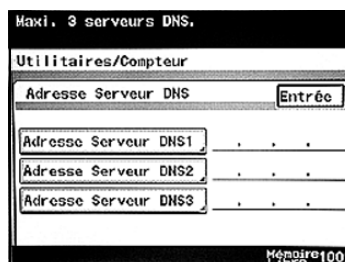 Maxi. 3 serveurs DNS.
Utilitaires/Compteur
Adresse Serveur DNS
Entrée
Adresse Serveur DNS1 . . .
Adresse Serveur DNS2 . . .
Adresse Serveur DNS3 . . .
Mémoire 100
Libre